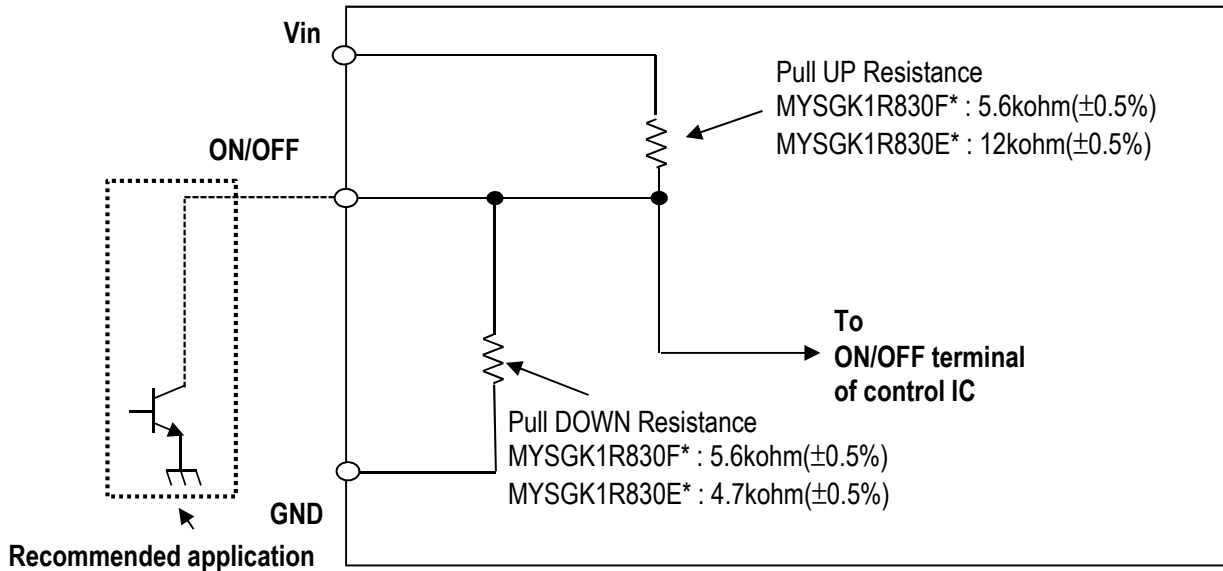 Vin
Pull UP Resistance
MYSGK1R830F* : 5.6kohm(±0.5%)
MYSGK1R830E* : 12kohm(±0.5%)
ON/OFF
To
ON/OFF terminal
of control IC
Pull DOWN Resistance
MYSGK1R830F* : 5.6kohm(±0.5%)
MYSGK1R830E* : 4.7kohm(±0.5%)
GND
Recommended application